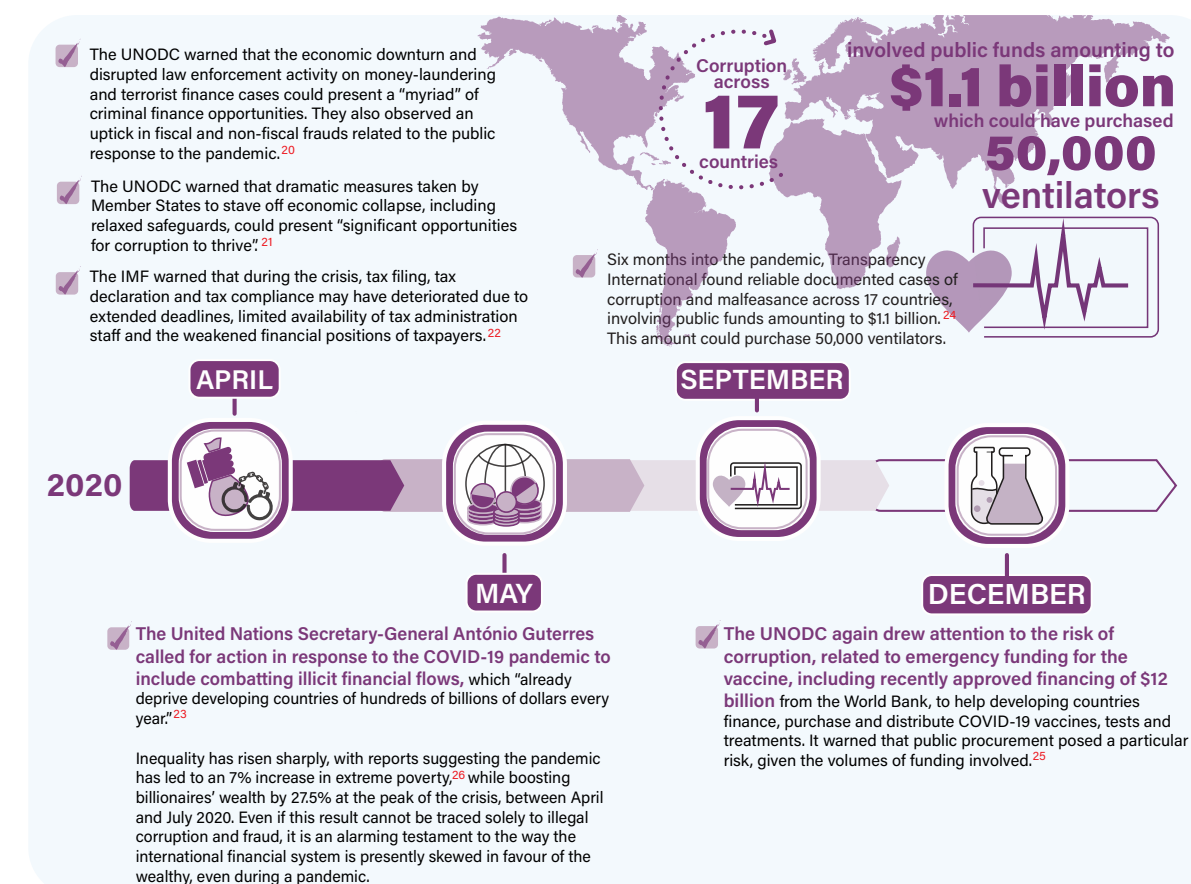 The UNODC warned that the economic downturn and
disrupted law enforcement activity on money-laundering
and terrorist finance cases could present a “myriad” of
criminal finance opportunities. They also observed an
uptick in fiscal and non-fiscal frauds related to the public
response to the pandemic.20
The UNODC warned that dramatic measures taken by
Member States to stave off economic collapse, including
relaxed safeguards, could present “significant opportunities
for corruption to thrive”.21
The IMF warned that during the crisis, tax filing, tax
declaration and tax compliance may have deteriorated due to
extended deadlines, limited availability of tax administration
staff and the weakened financial positions of taxpayers.22
Corruption
across
17
countries
involved public funds amounting to
$1.1 billion
which could have purchased
50,000
ventilators
Six months into the pandemic, Transparency
International found reliable documented cases of
corruption and malfeasance across 17 countries,
involving public funds amounting to $1.1 billion.24
This amount could purchase 50,000 ventilators.
APRIL
SEPTEMBER
2020
MAY
DECEMBER
The United Nations Secretary-General António Guterres
called for action in response to the COVID-19 pandemic to
include combatting illicit financial flows, which “already
deprive developing countries of hundreds of billions of dollars every
year.”23
Inequality has risen sharply, with reports suggesting the pandemic
has led to an 7% increase in extreme poverty,26 while boosting
billionaires’ wealth by 27.5% at the peak of the crisis, between April
and July 2020. Even if this result cannot be traced solely to illegal
corruption and fraud, it is an alarming testament to the way the
international financial system is presently skewed in favour of the
wealthy, even during a pandemic.
The UNODC again drew attention to the risk of
corruption, related to emergency funding for the
vaccine, including recently approved financing of $12
billion from the World Bank, to help developing countries
finance, purchase and distribute COVID-19 vaccines, tests and
treatments. It warned that public procurement posed a particular
risk, given the volumes of funding involved.25